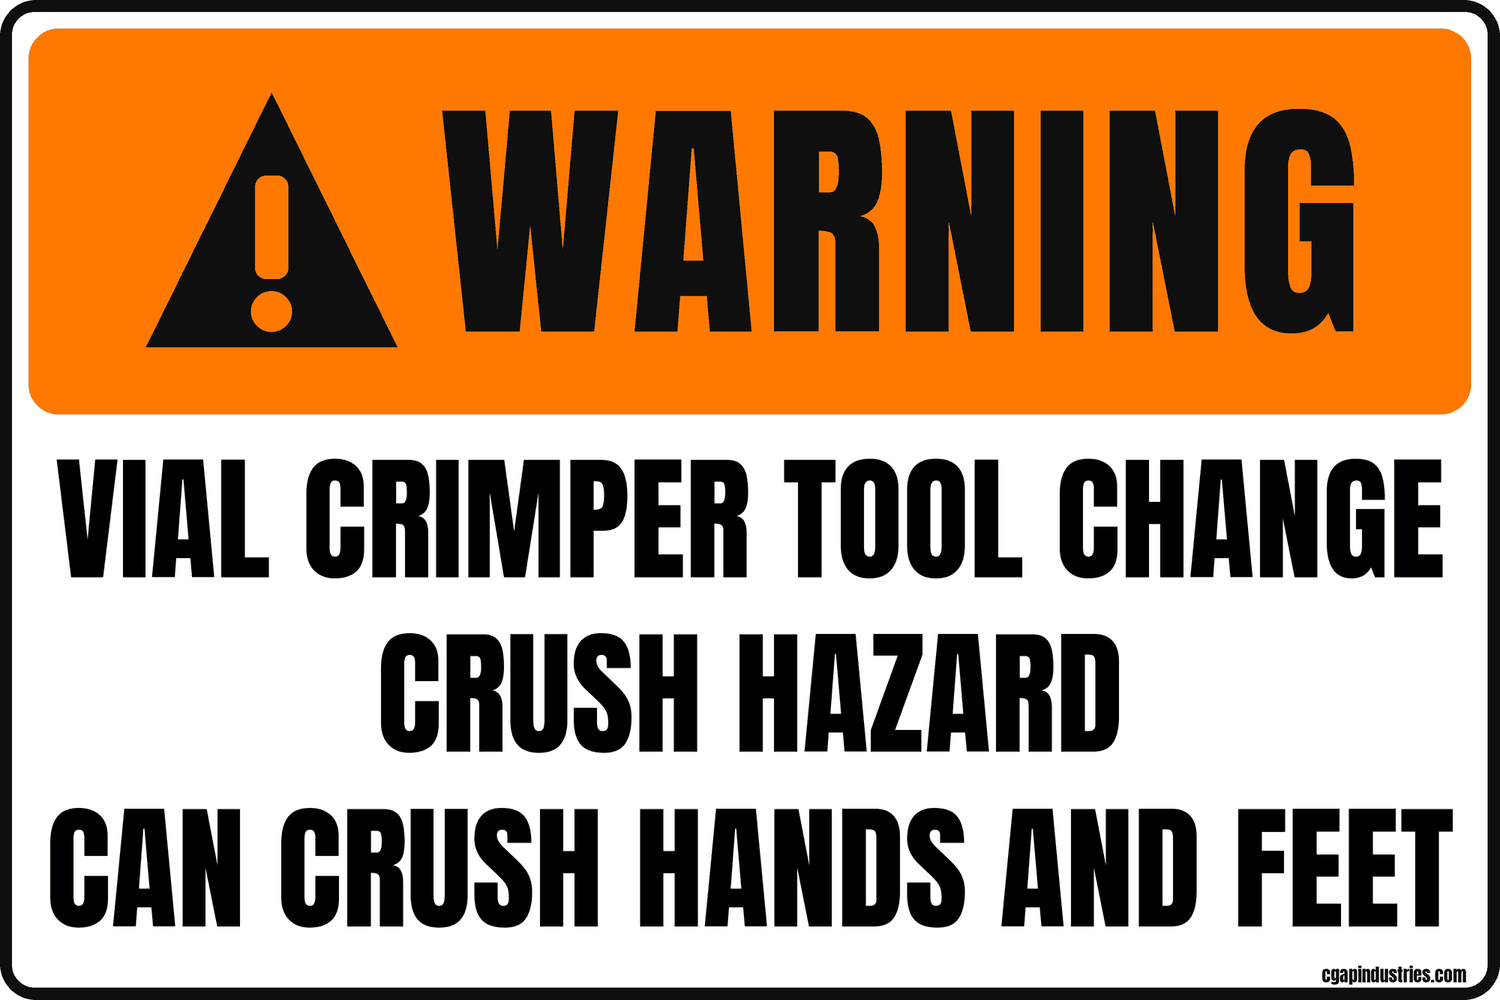 WARNING
VIAL CRIMPER TOOL CHANGE
CRUSH HAZARD
CAN CRUSH HANDS AND FEET
cgapindustries.com